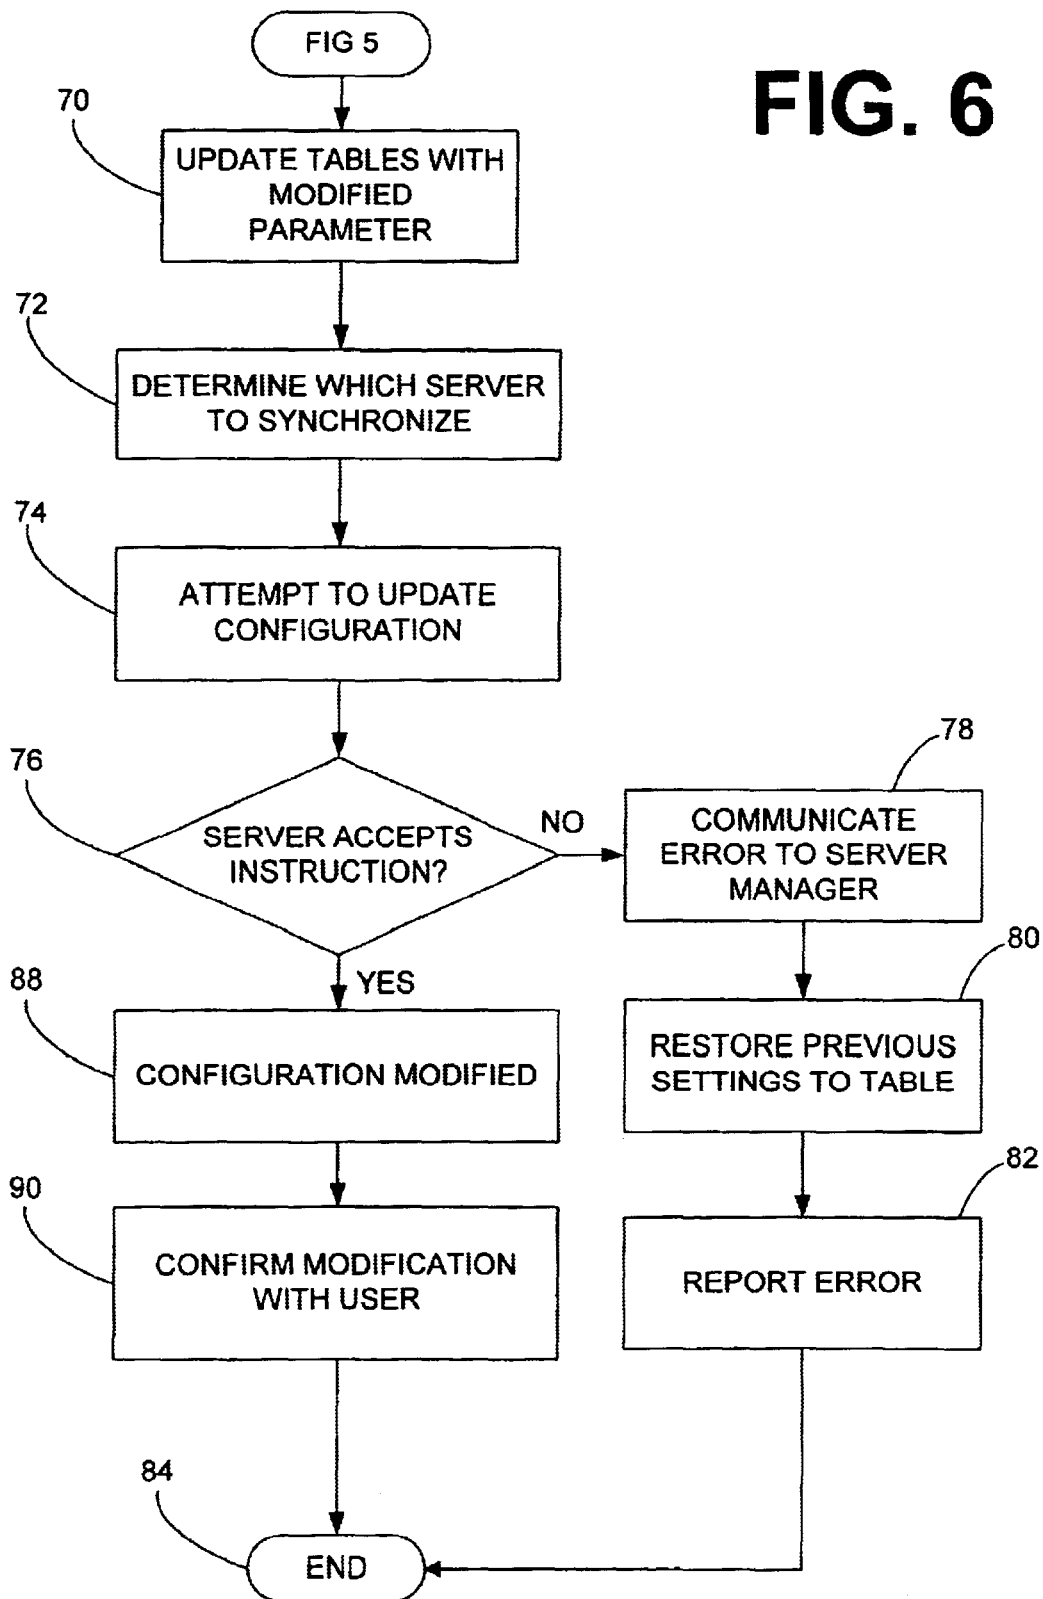 FIG 5
FIG. 6
70
UPDATE TABLES WITH
MODIFIED
PARAMETER
72
DETERMINE WHICH SERVER
TO SYNCHRONIZE
74
ATTEMPT TO UPDATE
CONFIGURATION
76
SERVER ACCEPTS
INSTRUCTION?
NO
78
COMMUNICATE
ERROR TO SERVER
MANAGER
YES
80
RESTORE PREVIOUS
SETTINGS TO TABLE
88
CONFIGURATION MODIFIED
82
REPORT ERROR
90
CONFIRM MODIFICATION
WITH USER
84
END